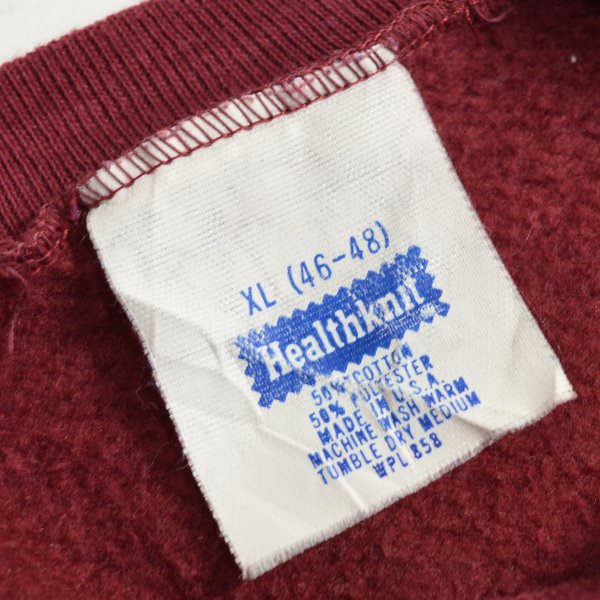 XL (46-48)
Healthknit
50% COTTON
50% POLYESTER
MADE IN U.S.A.
MACHINE WASH WARM
TUMBLE DRY MEDIUM
WPL 858